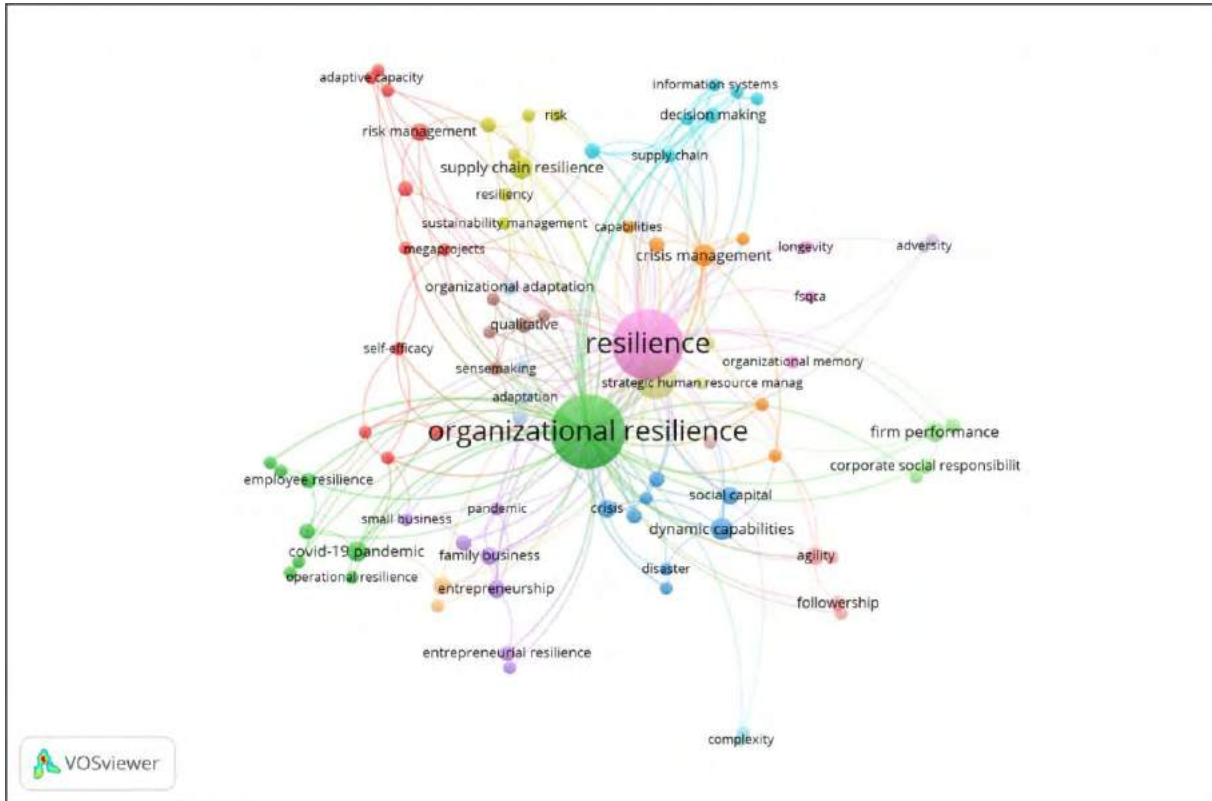 adaptive capacity
information systems
risk
decision making
risk management
supply chain
supply chain resilience
resiliency
sustainability management
capabilities
megaprojects
crisis management
longevity
adversity
organizational adaptation
fsqca
qualitative
resilience
self-efficacy
organizational memory
sensemaking
strategic human resource manag
adaptation
organizational resilience
firm performance
corporate social responsibilit
employee resilience
social capital
small business
pandemic
crisis
dynamic capabilities
covid-19 pandemic
family business
agility
operational resilience
disaster
entrepreneurship
followership
entrepreneurial resilience
complexity
VOSviewer